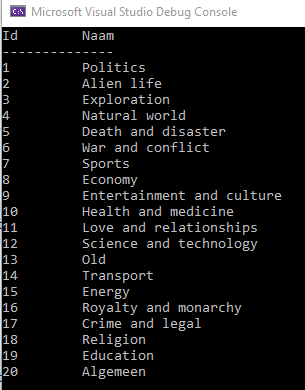 Microsoft Visual Studio Debug Console
Id Naam
--------------
1 Politics
2 Alien life
3 Exploration
4 Natural world
5 Death and disaster
6 War and conflict
7 Sports
8 Economy
9 Entertainment and culture
10 Health and medicine
11 Love and relationships
12 Science and technology
13 Old
14 Transport
15 Energy
16 Royalty and monarchy
17 Crime and legal
18 Religion
19 Education
20 Algemeen